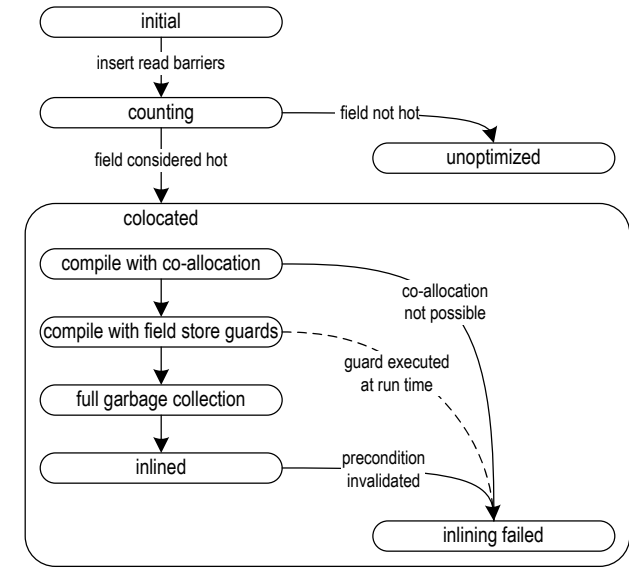 initial
insert read barriers
counting
field not hot
field considered hot
unoptimized
colocated
compile with co-allocation
co-allocation
not possible
compile with field store guards
guard executed
at run time
full garbage collection
inlined
precondition
invalidated
inlining failed